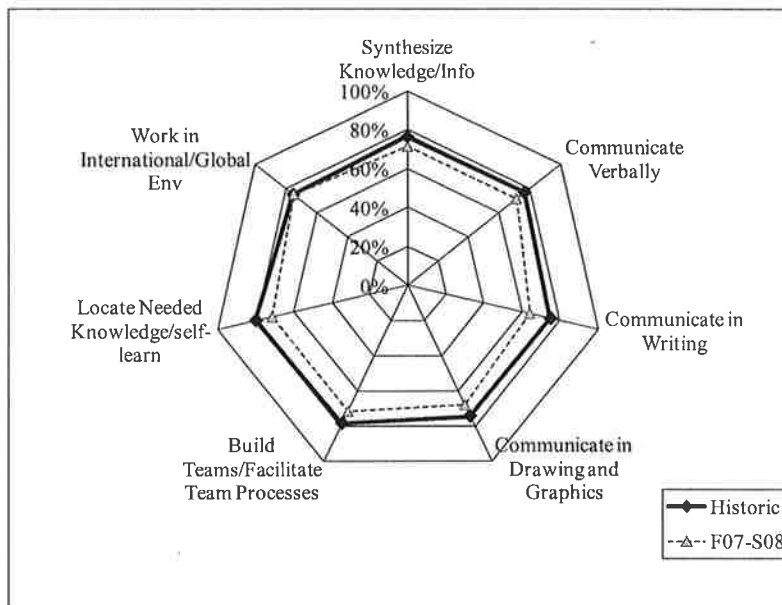 Synthesize
Knowledge/Info
100%
80%
60%
40%
20%
0%
Communicate
Verbally
Communicate in
Writing
Communicate in
Drawing and
Graphics
Build
Teams/Facilitate
Team Processes
Locate Needed
Knowledge/self-
learn
Work in
International/Global
Env
Historic
F07-S08